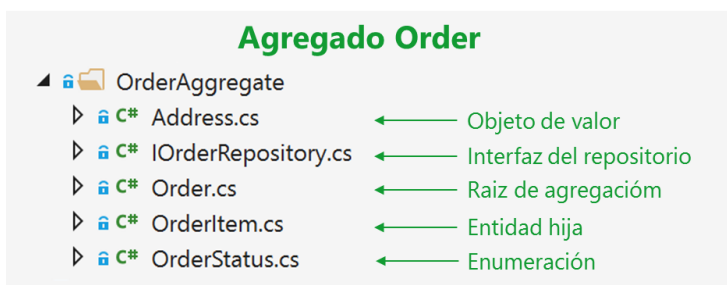 Agregado Order
OrderAggregate
C# Address.cs Objeto de valor
C# IOrderRepository.cs Interfaz del repositorio
C# Order.cs Raiz de agregacióm
C# OrderItem.cs Entidad hija
C# OrderStatus.cs Enumeración